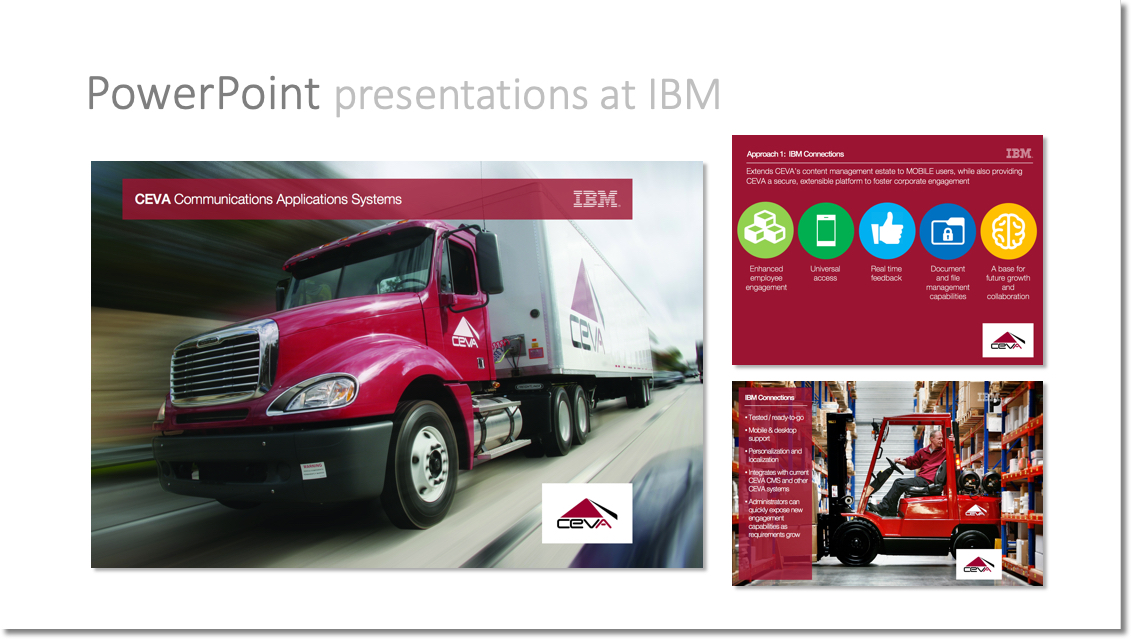 PowerPoint presentations at IBM
CEVA Communications Applications Systems
IBM
CEVA
CEVA
CEVA
Approach 1: IBM Connections
IBM
Extends CEVA's content management estate to MOBILE users, while also providing
CEVA a secure, extensible platform to foster corporate engagement
Enhanced
employee
engagement
Universal
access
Real time
feedback
Document
and file
management
capabilities
A base for
future growth
and
collaboration
CEVA
IBM Connections
IBM
• Tested / ready-to-go
• Mobile & desktop
support
• Personalization and
localization
• Integrates with current
CEVA CMS and other
CEVA systems
• Administrators can
quickly expose new
engagement
capabilities as
requirements grow
CEVA
CEVA